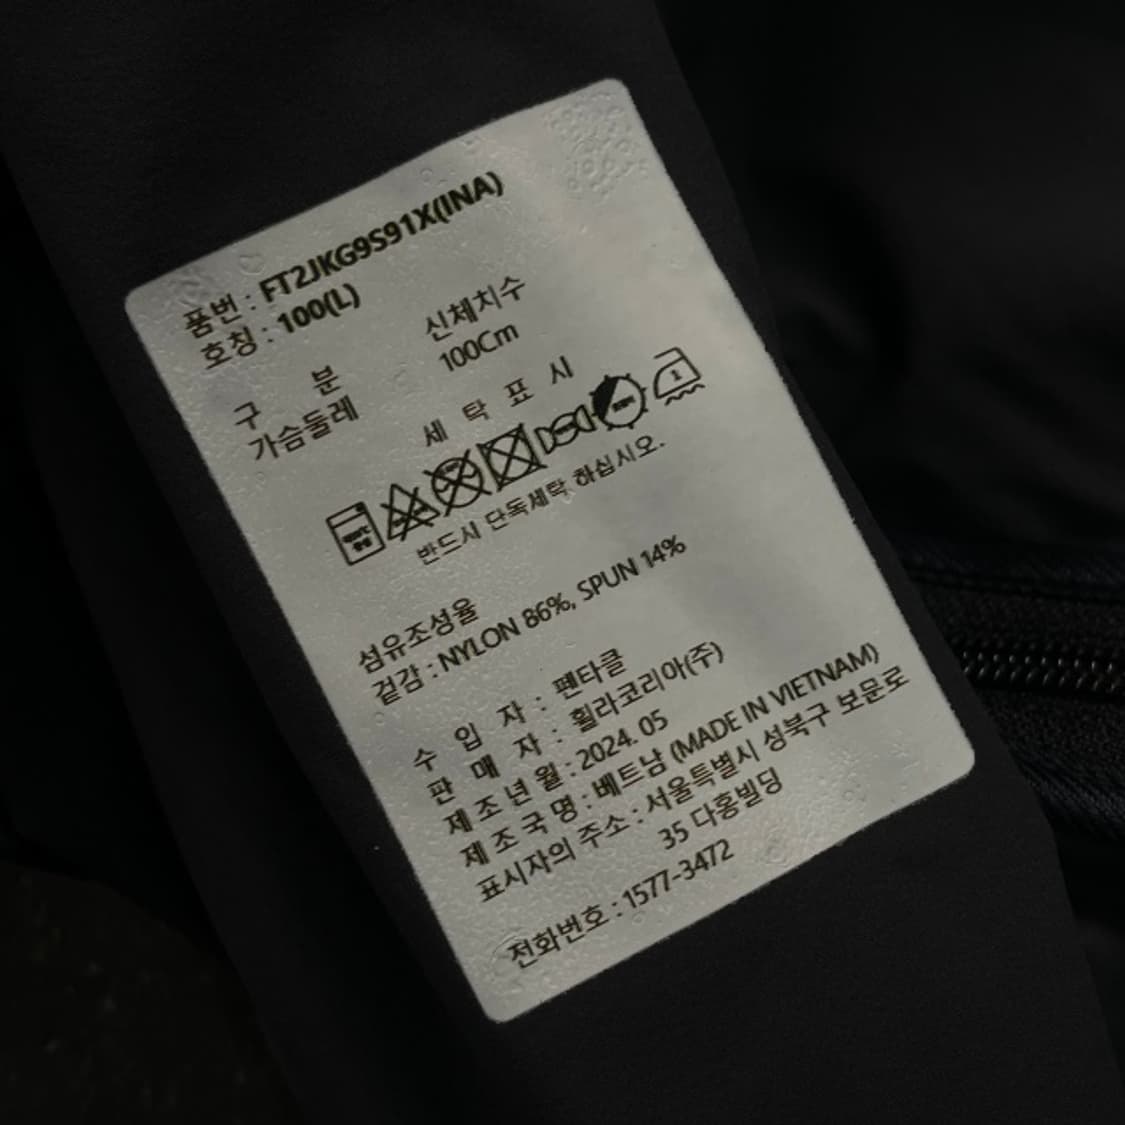 품번 : FT2JKG9S91X(INA)
호칭 : 100(L)
구 분 신체치수
가슴둘레 100Cm
세 탁 표 시
1
반드시 단독세탁 하십시오.
섬유조성율
겉감 : NYLON 86%, SPUN 14%
수 입 자 : 펜타클
판 매 자 : 휠라코리아(주)
제 조 년 월 : 2024. 05
제 조 국 명 : 베트남 (MADE IN VIETNAM)
표시자의 주소 : 서울특별시 성북구 보문로
35 다홍빌딩
전화번호 : 1577-3472